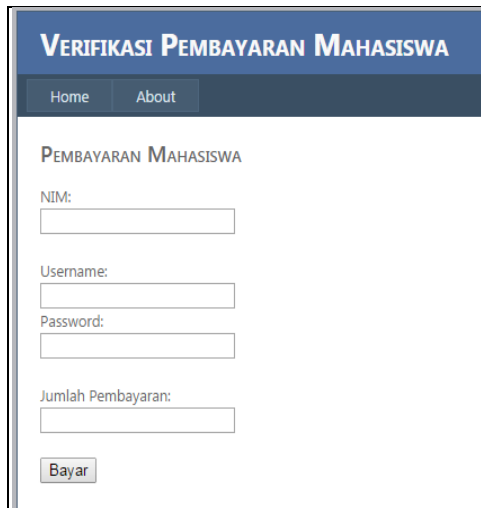 VERIFIKASI PEMBAYARAN MAHASISWA
Home About
PEMBAYARAN MAHASISWA
NIM:
Username:
Password:
Jumlah Pembayaran:
Bayar